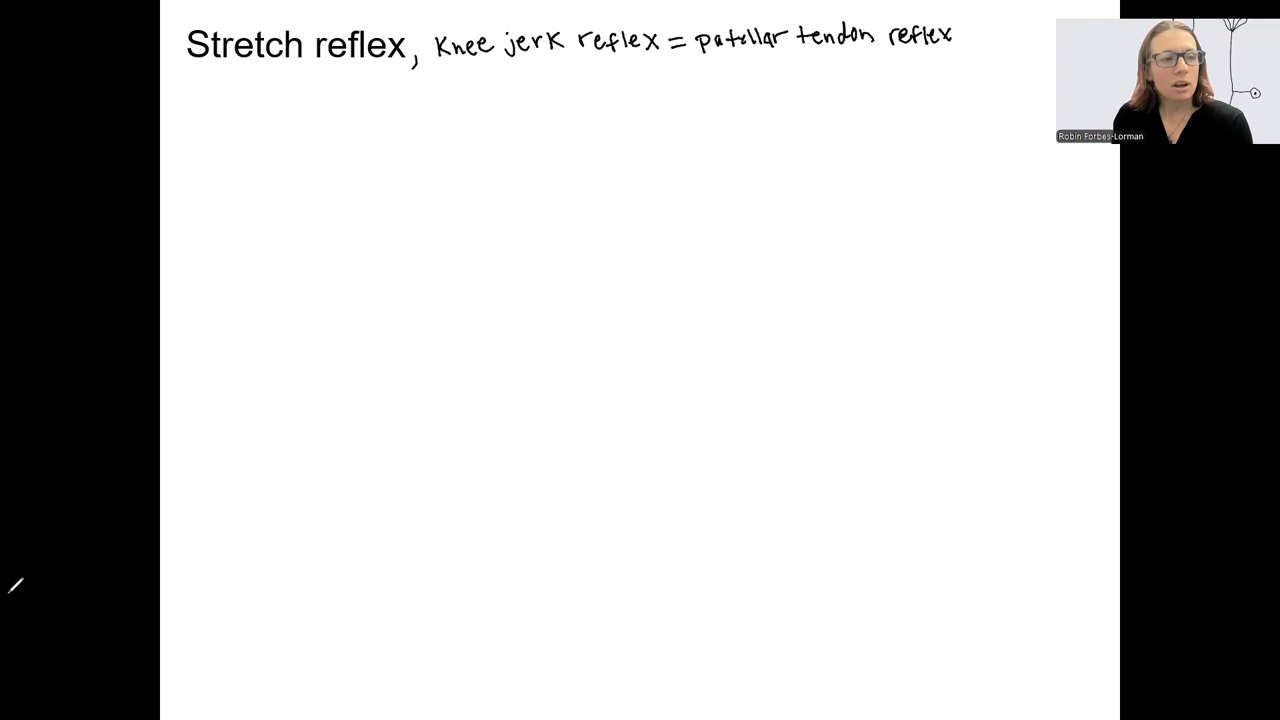 Stretch reflex, Knee jerk reflex = patellar tendon reflex
Robin Forbes-Lorman